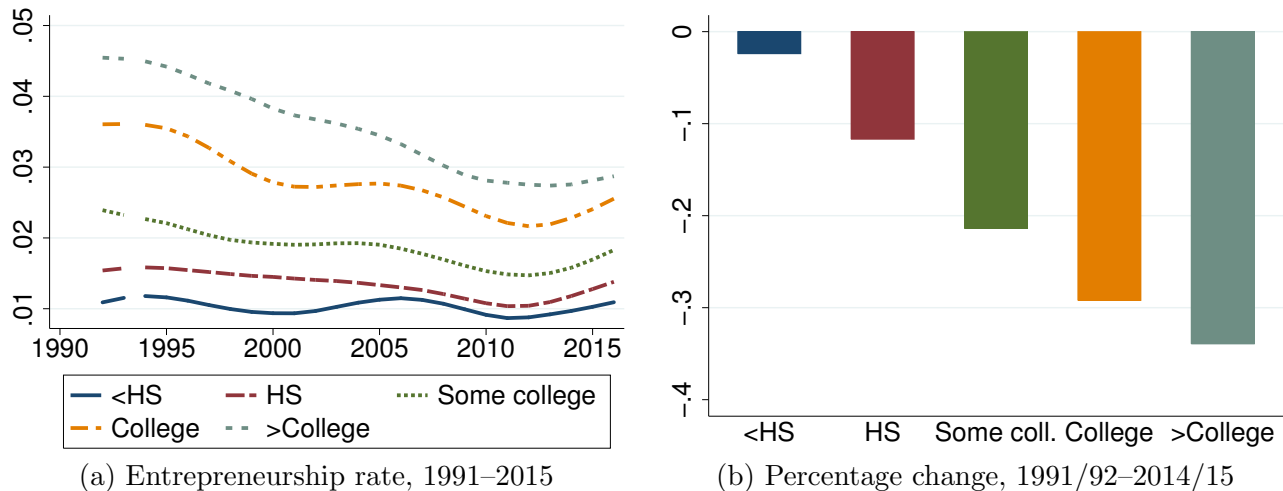 .05
.04
.03
.02
.01
1990 1995 2000 2005 2010 2015
<HS HS Some college
College >College
(a) Entrepreneurship rate, 1991–2015
0
-.1
-.2
-.3
-.4
<HS HS Some coll. College >College
(b) Percentage change, 1991/92–2014/15